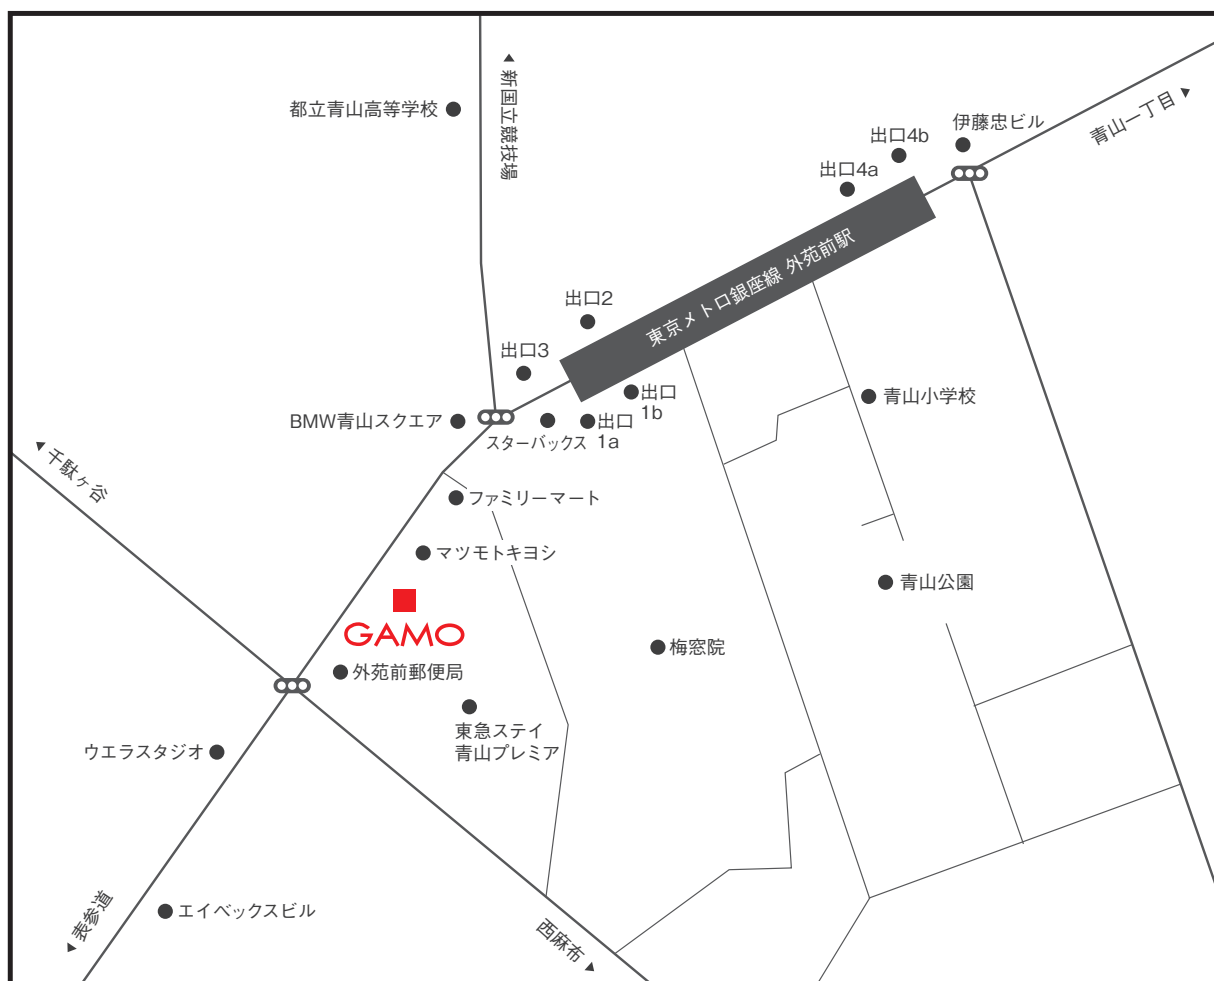 新国立競技場
都立青山高等学校
青山一丁目
伊藤忠ビル
出口4b
出口4a
東京メトロ銀座線 外苑前駅
出口2
出口3
出口
1b
青山小学校
BMW青山スクエア
出口
1a
スターバックス
千駄ヶ谷
ファミリーマート
マツモトキヨシ
青山公園
GAMO
梅窓院
外苑前郵便局
東急ステイ
青山プレミア
ウエラスタジオ
エイベックスビル
表参道
西麻布